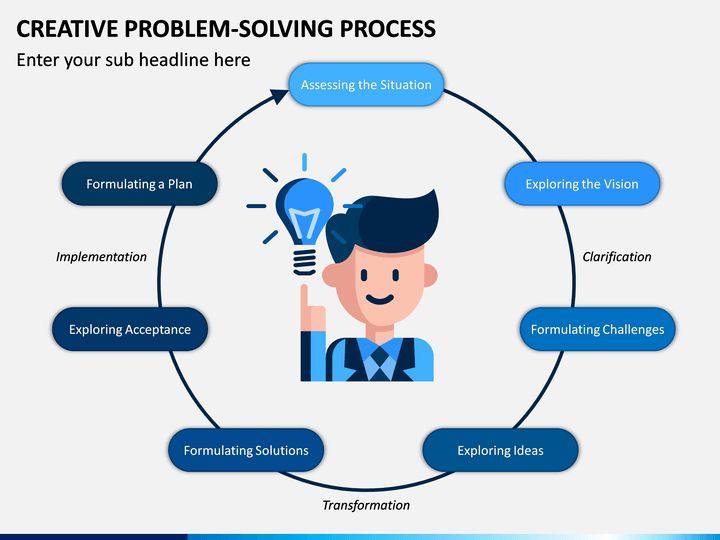 CREATIVE PROBLEM-SOLVING PROCESS
Enter your sub headline here
Assessing the Situation
Formulating a Plan
Exploring the Vision
Implementation
Clarification
Exploring Acceptance
Formulating Challenges
Formulating Solutions
Exploring Ideas
Transformation